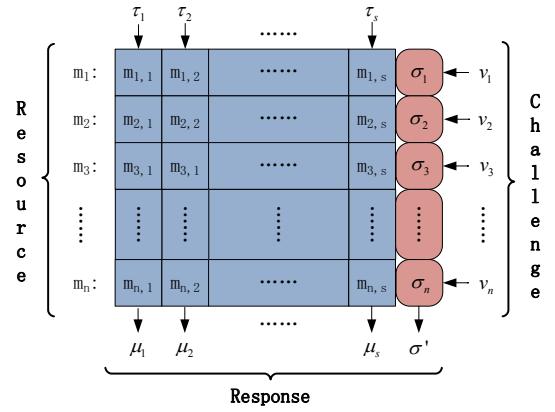 τ1 τ2 …… τs
m1: m1,1 m1,2 …… m1,s σ1 v1
m2: m2,1 m2,2 …… m2,s σ2 v2
m3: m3,1 m3,1 …… m3,s σ3 v3
…… …… …… …… …… …… ……
mn: mn,1 mn,2 …… mn,s σn vn
μ1 μ2 …… μs σ'
Resource
Challenge
Response